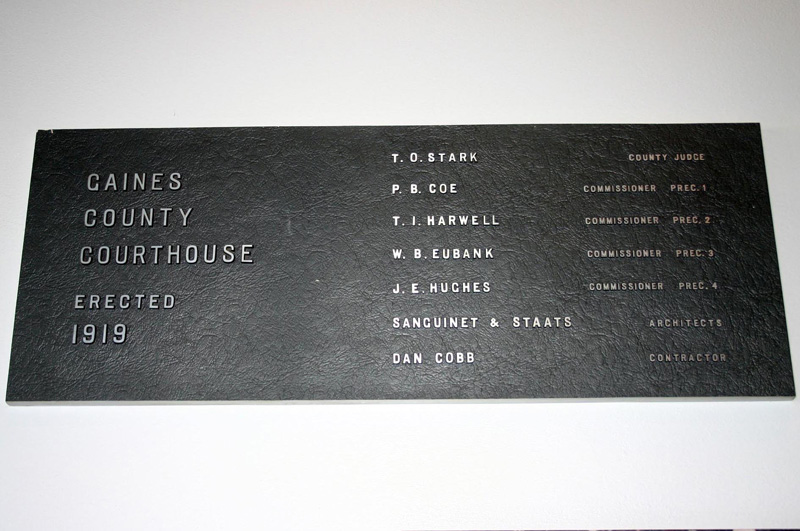 GAINES
COUNTY
COURTHOUSE
ERECTED
1919
T. O. STARK COUNTY JUDGE
P. B. COE COMMISSIONER PREC. 1
T. I. HARWELL COMMISSIONER PREC. 2
W. B. EUBANK COMMISSIONER PREC. 3
J. E. HUGHES COMMISSIONER PREC. 4
SANGUINET & STAATS ARCHITECTS
DAN COBB CONTRACTOR